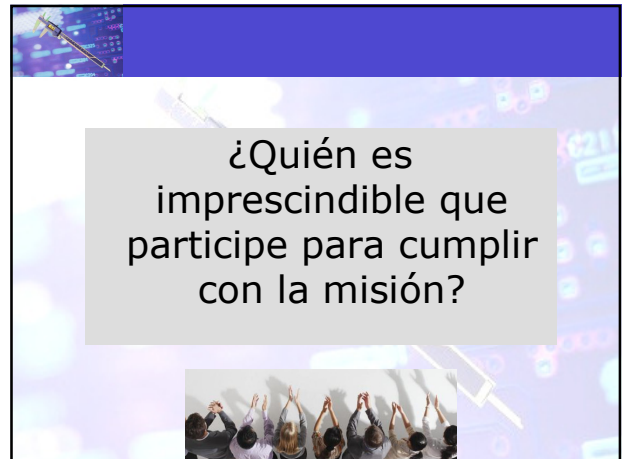 ¿Quién es
imprescindible que
participe para cumplir
con la misión?